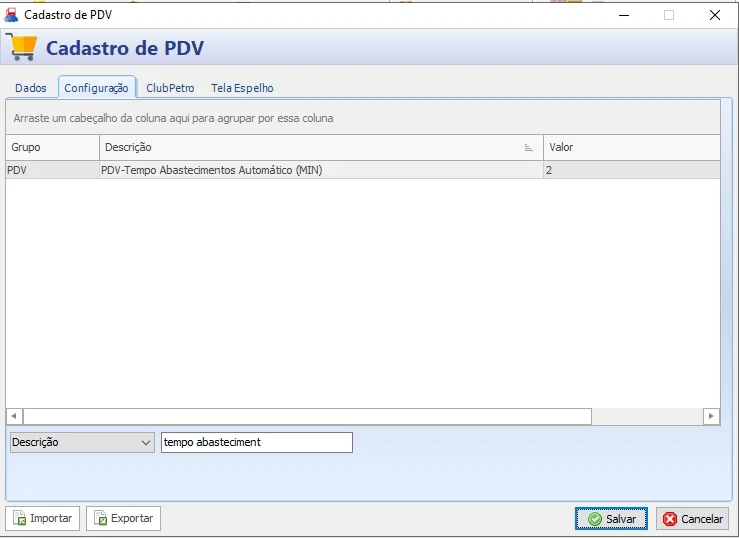 Cadastro de PDV
Cadastro de PDV
Dados Configuração ClubPetro Tela Espelho
Arraste um cabeçalho da coluna aqui para agrupar por essa coluna
Grupo Descrição Valor
PDV PDV-Tempo Abastecimentos Automático (MIN) 2
Descrição tempo abasteciment
Importar Exportar Salvar Cancelar